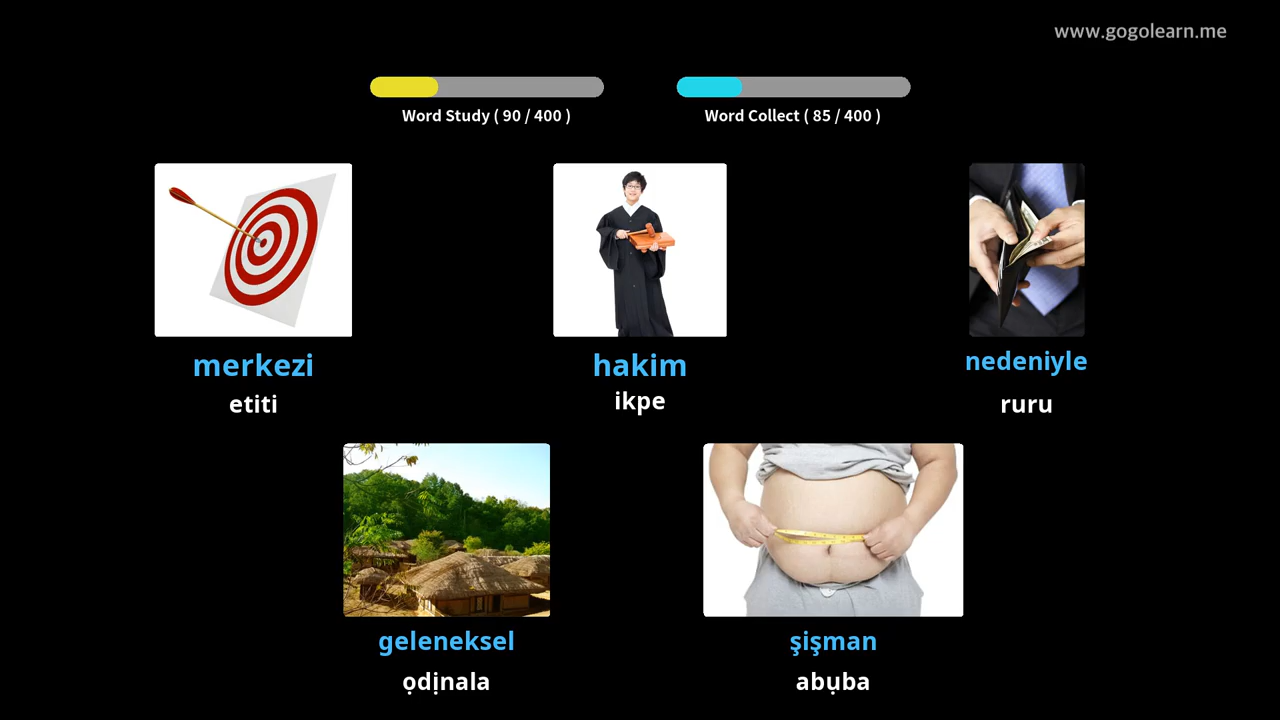 www.gogolearn.me
Word Study ( 90 / 400 )
Word Collect ( 85 / 400 )
merkezi
etiti
hakim
ikpe
nedeniyle
ruru
geleneksel
ọdịnala
şişman
abụba